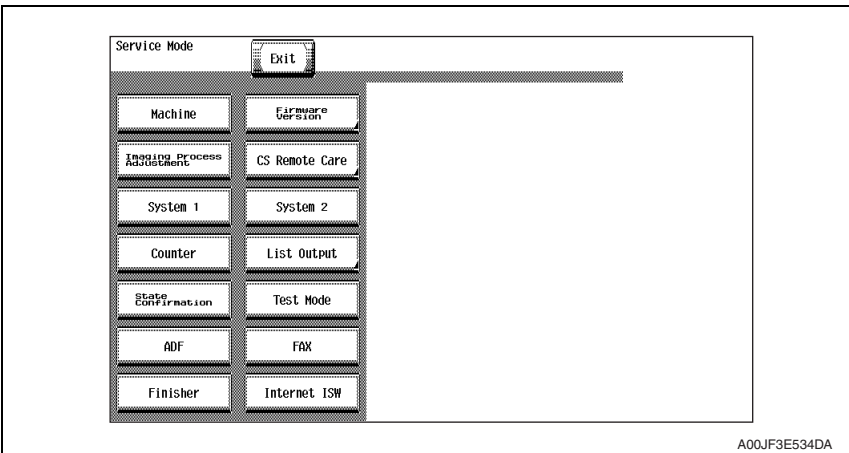 Service Mode
Exit
Machine
Firmware
Version
Imaging Process
Adjustment
CS Remote Care
System 1
System 2
Counter
List Output
State
Confirmation
Test Mode
ADF
FAX
Finisher
Internet ISW
A00JF3E534DA